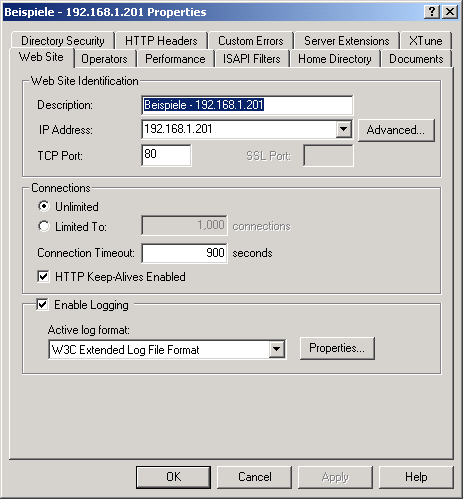 Beispiele - 192.168.1.201 Properties
Directory Security HTTP Headers Custom Errors Server Extensions XTune
Web Site Operators Performance ISAPI Filters Home Directory Documents
Web Site Identification
Description: Beispiele - 192.168.1.201
IP Address: 192.168.1.201 Advanced...
TCP Port: 80 SSL Port:
Connections
Unlimited
Limited To: 1,000 connections
Connection Timeout: 900 seconds
HTTP Keep-Alives Enabled
Enable Logging
Active log format:
W3C Extended Log File Format Properties...
OK Cancel Apply Help